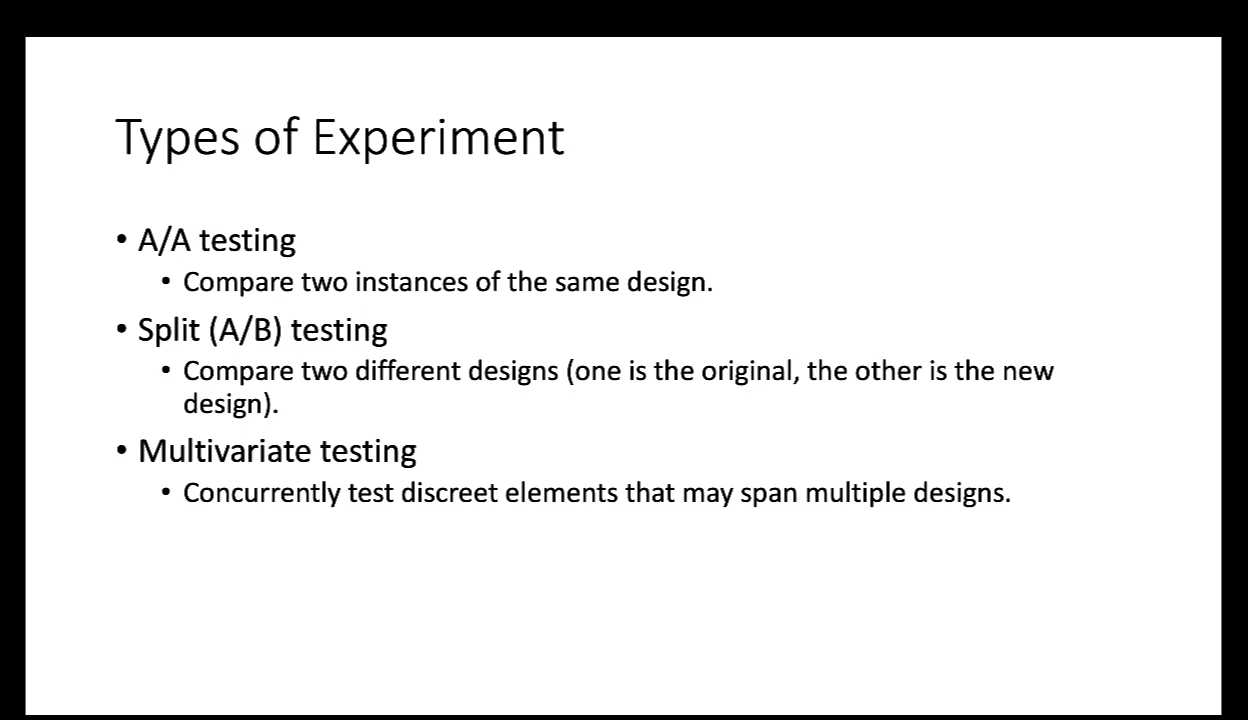 Types of Experiment
• A/A testing
• Compare two instances of the same design.
• Split (A/B) testing
• Compare two different designs (one is the original, the other is the new
design).
• Multivariate testing
• Concurrently test discreet elements that may span multiple designs.